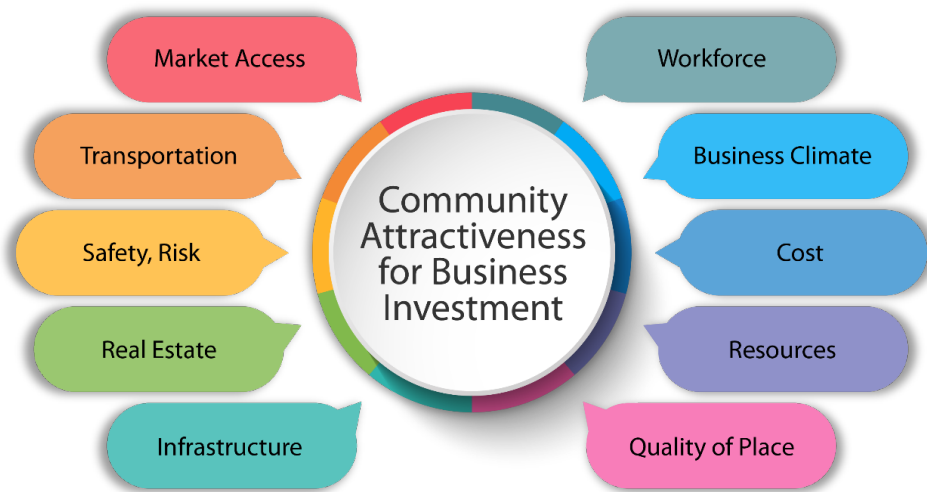 Market Access
Workforce
Transportation
Business Climate
Community
Attractiveness
for Business
Investment
Safety, Risk
Cost
Real Estate
Resources
Infrastructure
Quality of Place